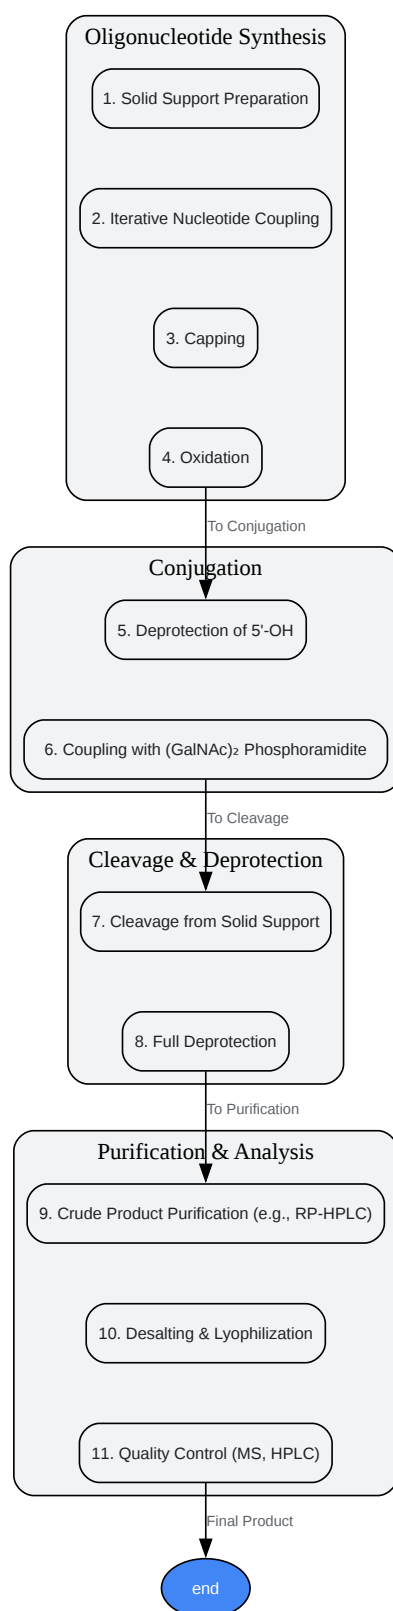 Oligonucleotide Synthesis
1. Solid Support Preparation
2. Iterative Nucleotide Coupling
3. Capping
4. Oxidation
To Conjugation
Conjugation
5. Deprotection of 5'-OH
6. Coupling with (GalNAc)₂ Phosphoramidite
To Cleavage
Cleavage & Deprotection
7. Cleavage from Solid Support
8. Full Deprotection
To Purification
Purification & Analysis
9. Crude Product Purification (e.g., RP-HPLC)
10. Desalting & Lyophilization
11. Quality Control (MS, HPLC)
Final Product
end